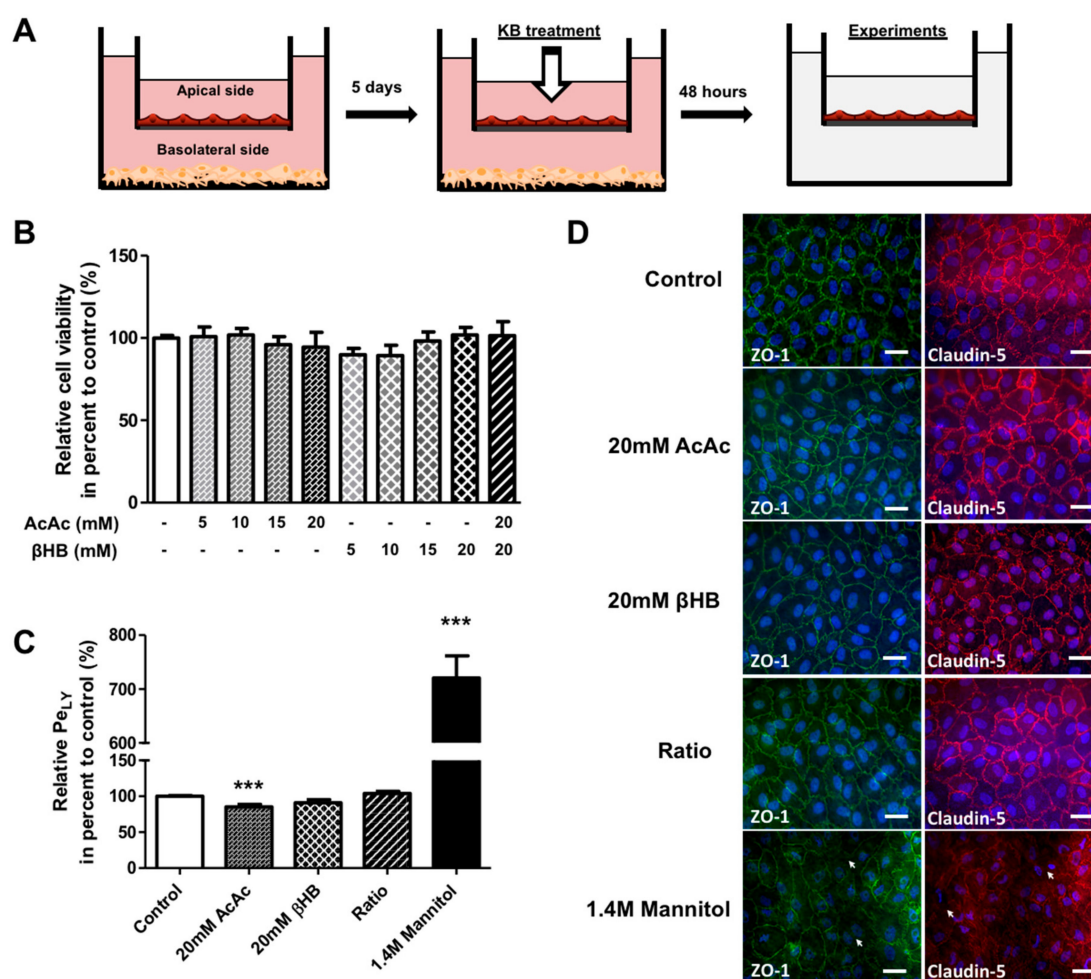 A
Apical side
Basolateral side
5 days
KB treatment
48 hours
Experiments
B
Relative cell viability
in percent to control (%)
150
100
50
0
AcAc (mM) - 5 10 15 20 - - - - 20
βHB (mM) - - - - - 5 10 15 20 20
C
Relative PeLY
in percent to control (%)
800
700
600
150
100
50
0
***
***
Control
20mM AcAc
20mM βHB
Ratio
1.4M Mannitol
D
Control
ZO-1
Claudin-5
20mM AcAc
ZO-1
Claudin-5
20mM βHB
ZO-1
Claudin-5
Ratio
ZO-1
Claudin-5
1.4M Mannitol
ZO-1
Claudin-5